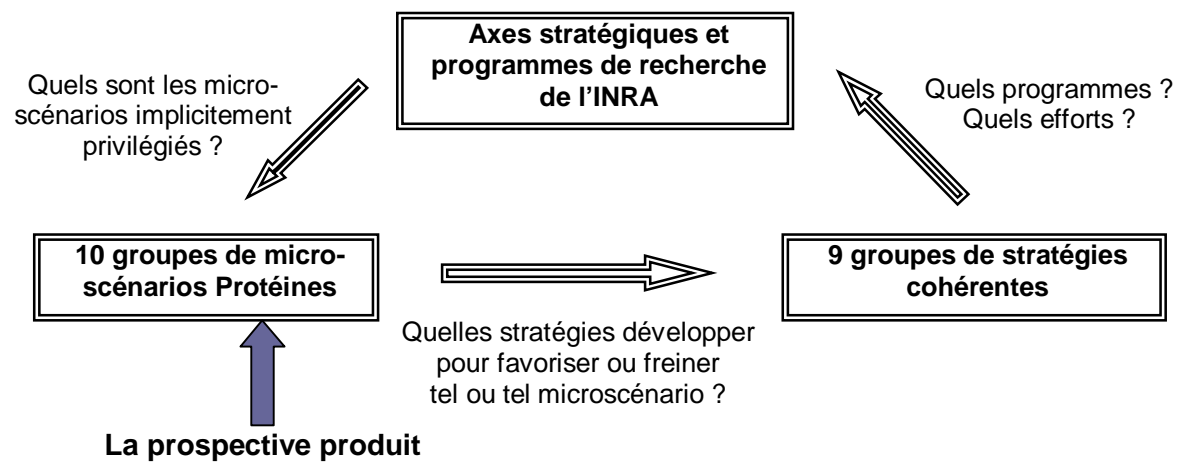 Axes stratégiques et
programmes de recherche
de l'INRA
Quels sont les micro-
scénarios implicitement
privilégiés ?
Quels programmes ?
Quels efforts ?
10 groupes de micro-
scénarios Protéines
9 groupes de stratégies
cohérentes
Quelles stratégies développer
pour favoriser ou freiner
tel ou tel microscénario ?
La prospective produit